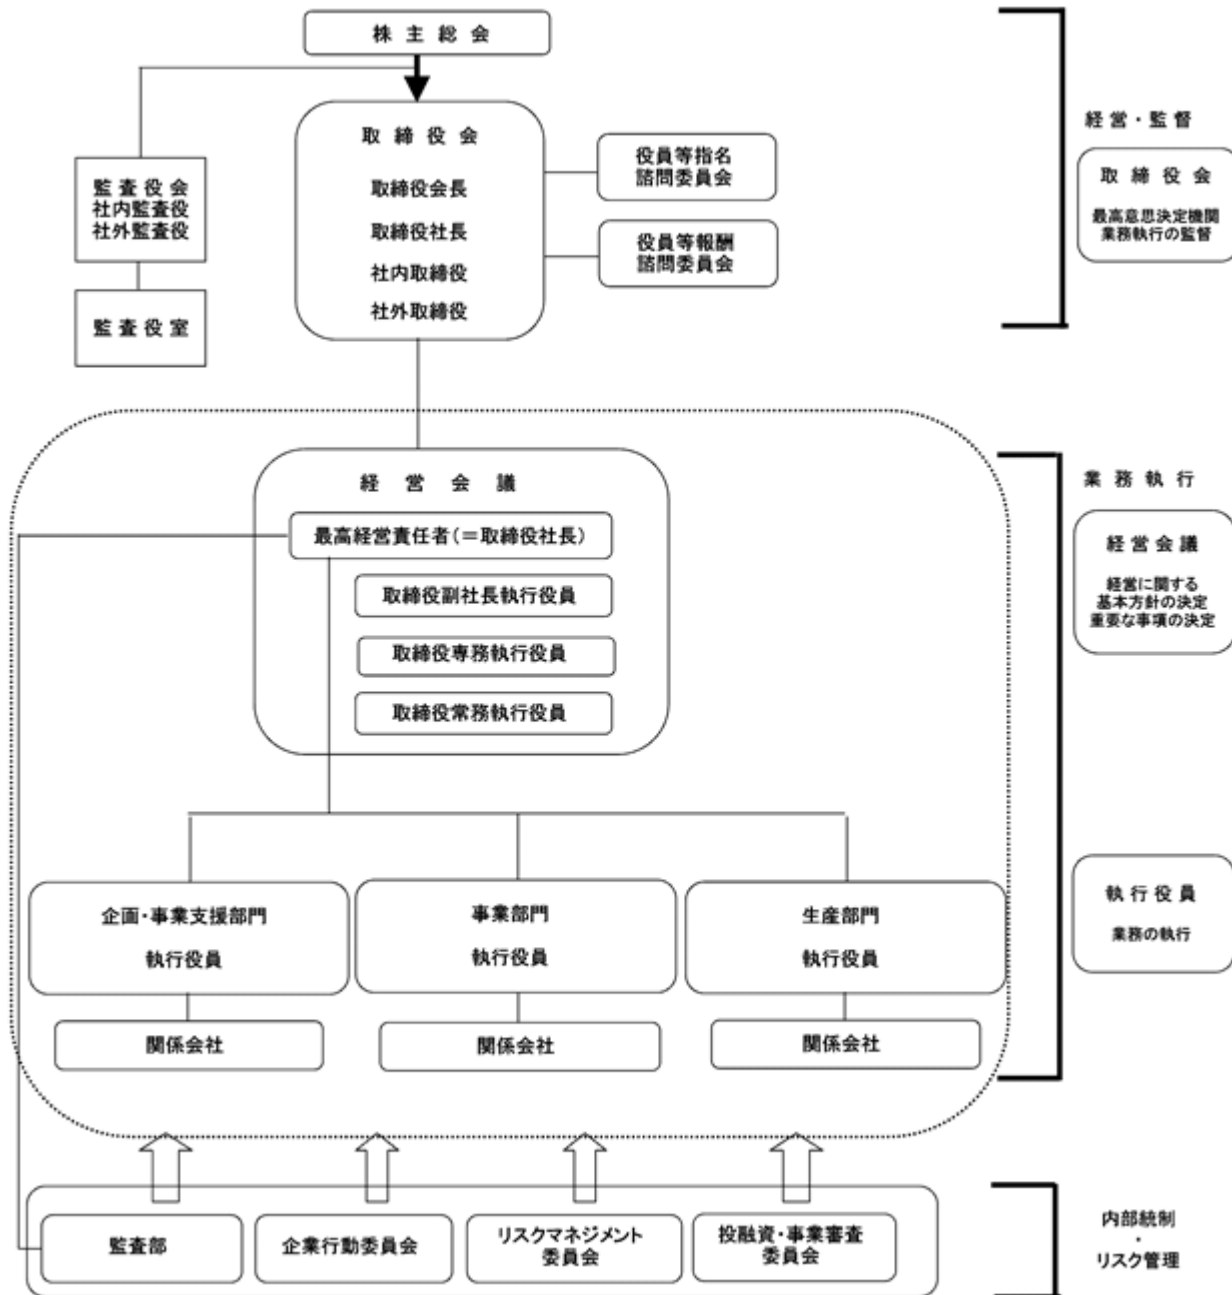 株主総会
取締役会
取締役会長
取締役社長
社内取締役
社外取締役
監査役会
社内監査役
社外監査役
監査役室
役員等指名
諮問委員会
役員等報酬
諮問委員会
経営・監督
取締役会
最高意思決定機関
業務執行の監督
経営会議
最高経営責任者(＝取締役社長)
取締役副社長執行役員
取締役専務執行役員
取締役常務執行役員
業務執行
経営会議
経営に関する
基本方針の決定
重要な事項の決定
企画・事業支援部門
執行役員
事業部門
執行役員
生産部門
執行役員
執行役員
業務の執行
関係会社
関係会社
関係会社
監査部
企業行動委員会
リスクマネジメント
委員会
投融資・事業審査
委員会
内部統制
・
リスク管理